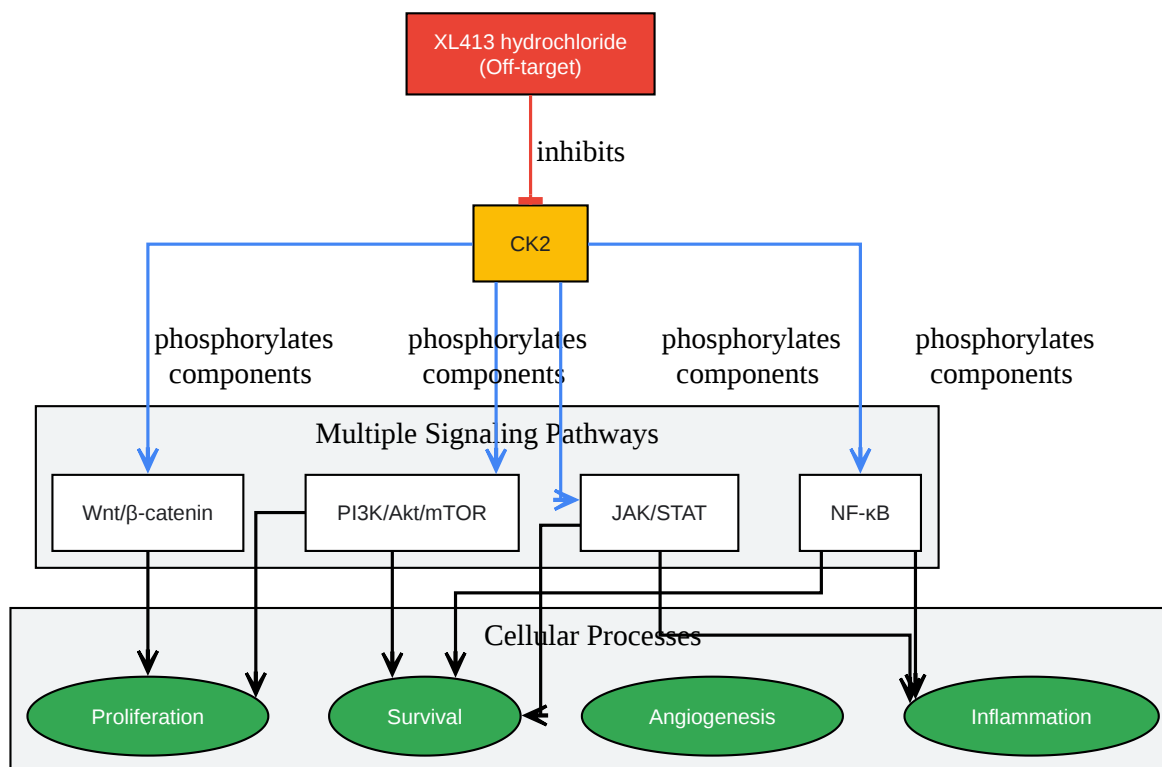 XL413 hydrochloride
(Off-target)
inhibits
CK2
phosphorylates
components
phosphorylates
components
phosphorylates
components
phosphorylates
components
Multiple Signaling Pathways
Wnt/β-catenin
PI3K/Akt/mTOR
JAK/STAT
NF-κB
Cellular Processes
Proliferation
Survival
Angiogenesis
Inflammation